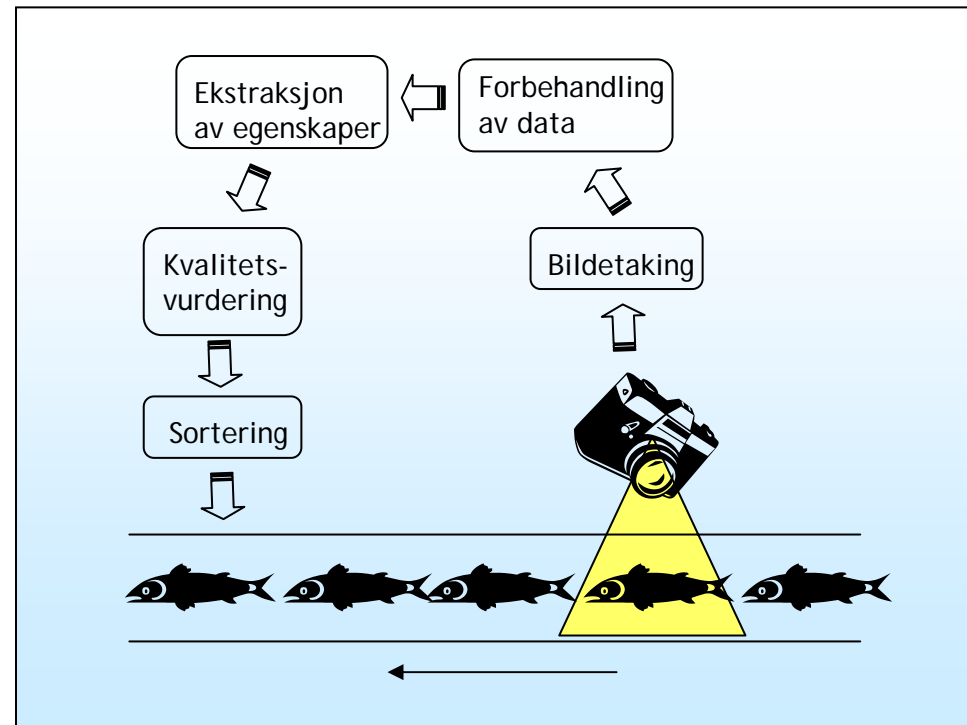 Ekstraksjon
av egenskaper
Forbehandling
av data
Kvalitets-
vurdering
Bildetaking
Sortering